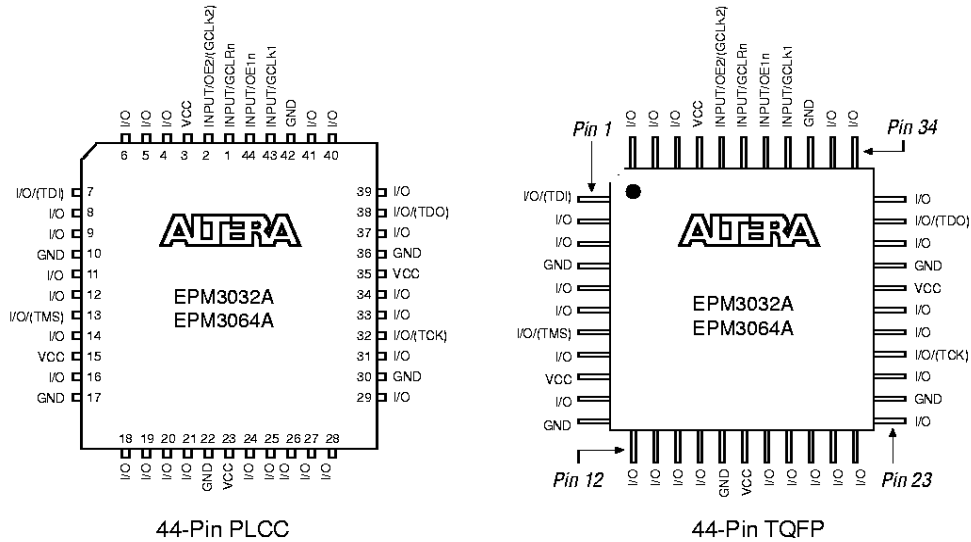 I/O I/O I/O VCC INPUT/OE2/(GCLK2) INPUT/GCLRn INPUT/OE1n INPUT/GCLK1 GND I/O I/O
6 5 4 3 2 1 44 43 42 41 40
I/O/(TDI) 7
I/O 8
I/O 9
GND 10
I/O 11
I/O 12
I/O/(TMS) 13
I/O 14
VCC 15
I/O 16
GND 17
ALTERA
EPM3032A
EPM3064A
39 I/O
38 I/O/(TDO)
37 I/O
36 GND
35 VCC
34 I/O
33 I/O
32 I/O/(TCK)
31 I/O
30 GND
29 I/O
18 19 20 21 22 23 24 25 26 27 28
I/O I/O I/O I/O GND VCC I/O I/O I/O I/O I/O
44-Pin PLCC
I/O I/O I/O VCC INPUT/OE2/(GCLK2) INPUT/GCLRn INPUT/OE1n INPUT/GCLK1 GND I/O I/O
Pin 1
Pin 34
I/O/(TDI)
I/O
I/O
GND
I/O
I/O
I/O/(TMS)
I/O
VCC
I/O
GND
ALTERA
EPM3032A
EPM3064A
I/O
I/O/(TDO)
I/O
GND
VCC
I/O
I/O
I/O/(TCK)
I/O
GND
I/O
Pin 12
Pin 23
I/O I/O I/O I/O GND VCC I/O I/O I/O I/O I/O
44-Pin TQFP